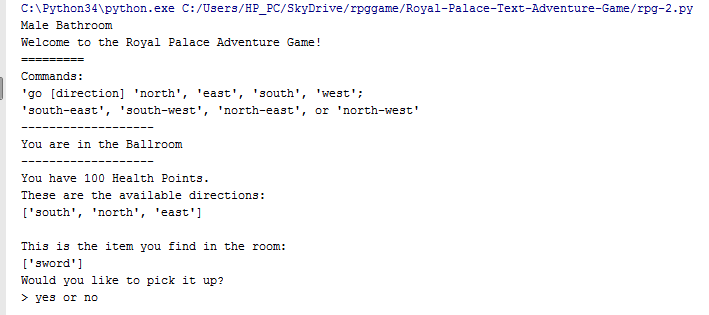 C:\Python34\python.exe C:/Users/HP_PC/SkyDrive/rpggame/Royal-Palace-Text-Adventure-Game/rpg-2.py
Male Bathroom
Welcome to the Royal Palace Adventure Game!
=========
Commands:
'go [direction] 'north', 'east', 'south', 'west';
'south-east', 'south-west', 'north-east', or 'north-west'
-------------------
You are in the Ballroom
-------------------
You have 100 Health Points.
These are the available directions:
['south', 'north', 'east']
This is the item you find in the room:
['sword']
Would you like to pick it up?
> yes or no